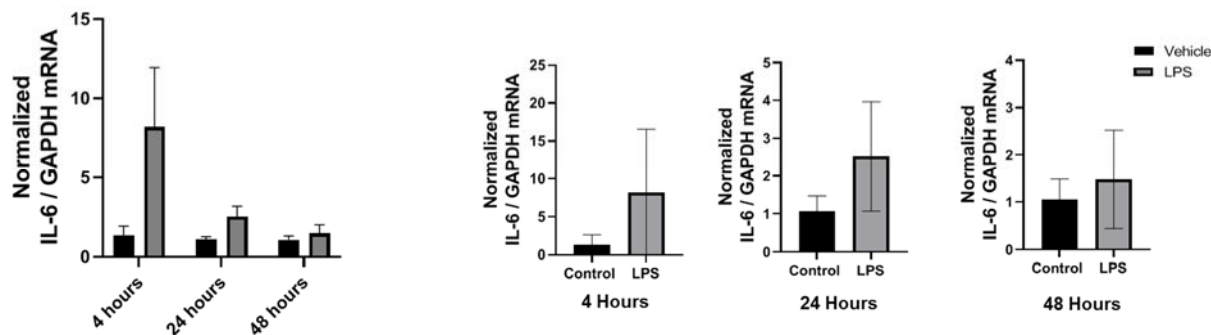 Normalized
IL-6 / GAPDH mRNA
15
10
5
0
4 hours
24 hours
48 hours
Normalized
IL-6 / GAPDH mRNA
25
20
15
10
5
0
Control LPS
4 Hours
Normalized
IL-6 / GAPDH mRNA
5
4
3
2
1
0
Control LPS
24 Hours
Normalized
IL-6 / GAPDH mRNA
4
3
2
1
0
Control LPS
48 Hours
Vehicle
LPS